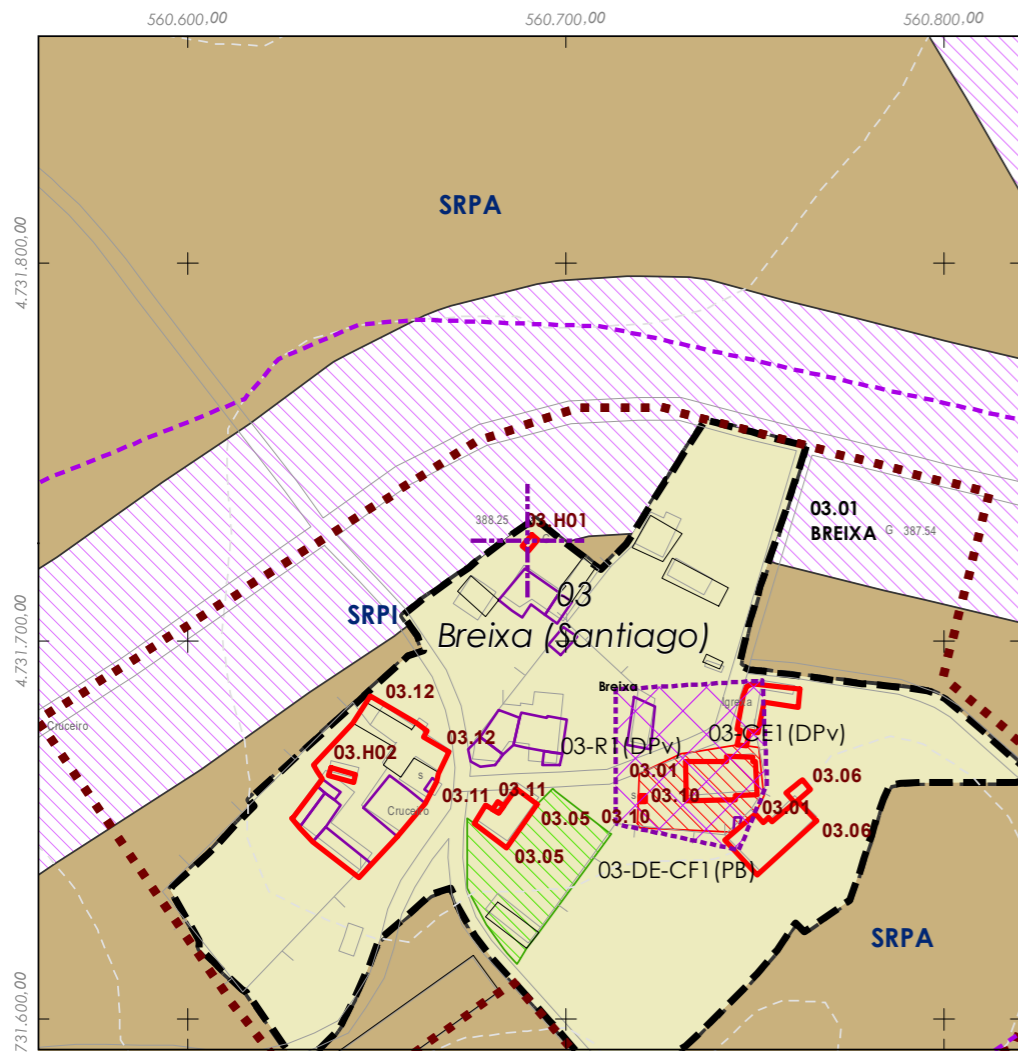 560.600,00
560.700,00
560.800,00
SRPA
4.731.800,00
03.01
BREIXA
G 387.54
388.25
03.H01
03
SRPI
Breixa (Santiago)
4.731.700,00
Breixa
03.12
Igrexa
Cruceiro
03-CE1(DPv)
03.12
03-R1(DPv)
03.H02
03.01
03.06
s
s
03.11
03.11
03.10
03.01
Cruceiro
03.05
03.10
03.06
03.05
03-DE-CF1(PB)
SRPA
731.600,00